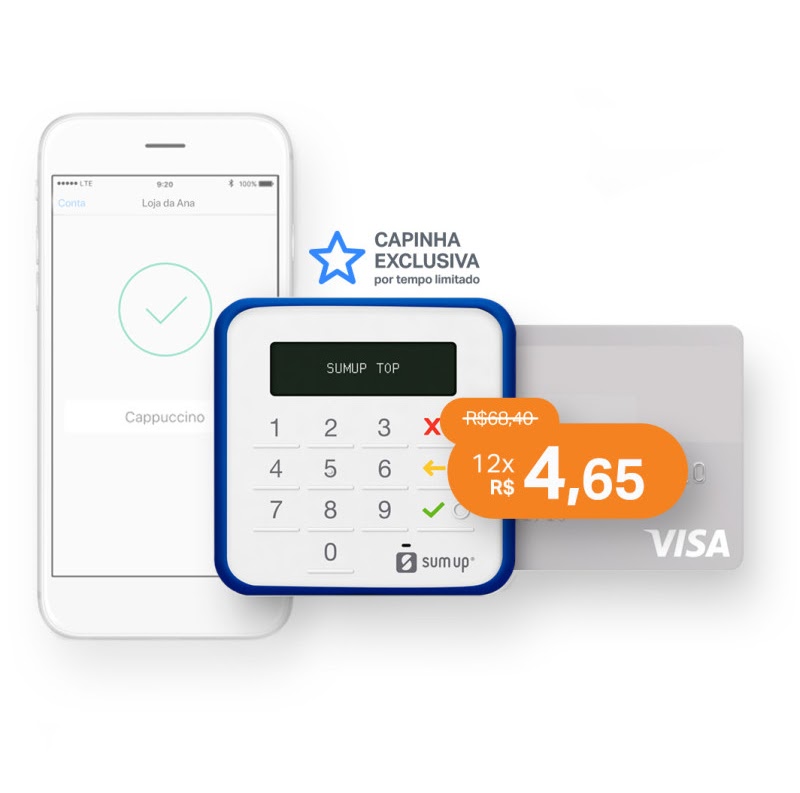 LTE 9:20 100%
Conta Loja da Ana
CAPINHA
EXCLUSIVA
por tempo limitado
SUMUP TOP
Cappuccino
R$68,40
12x
R$ 4,65
1 2 3 X
4 5 6
7 8 9
0
sumup
VISA